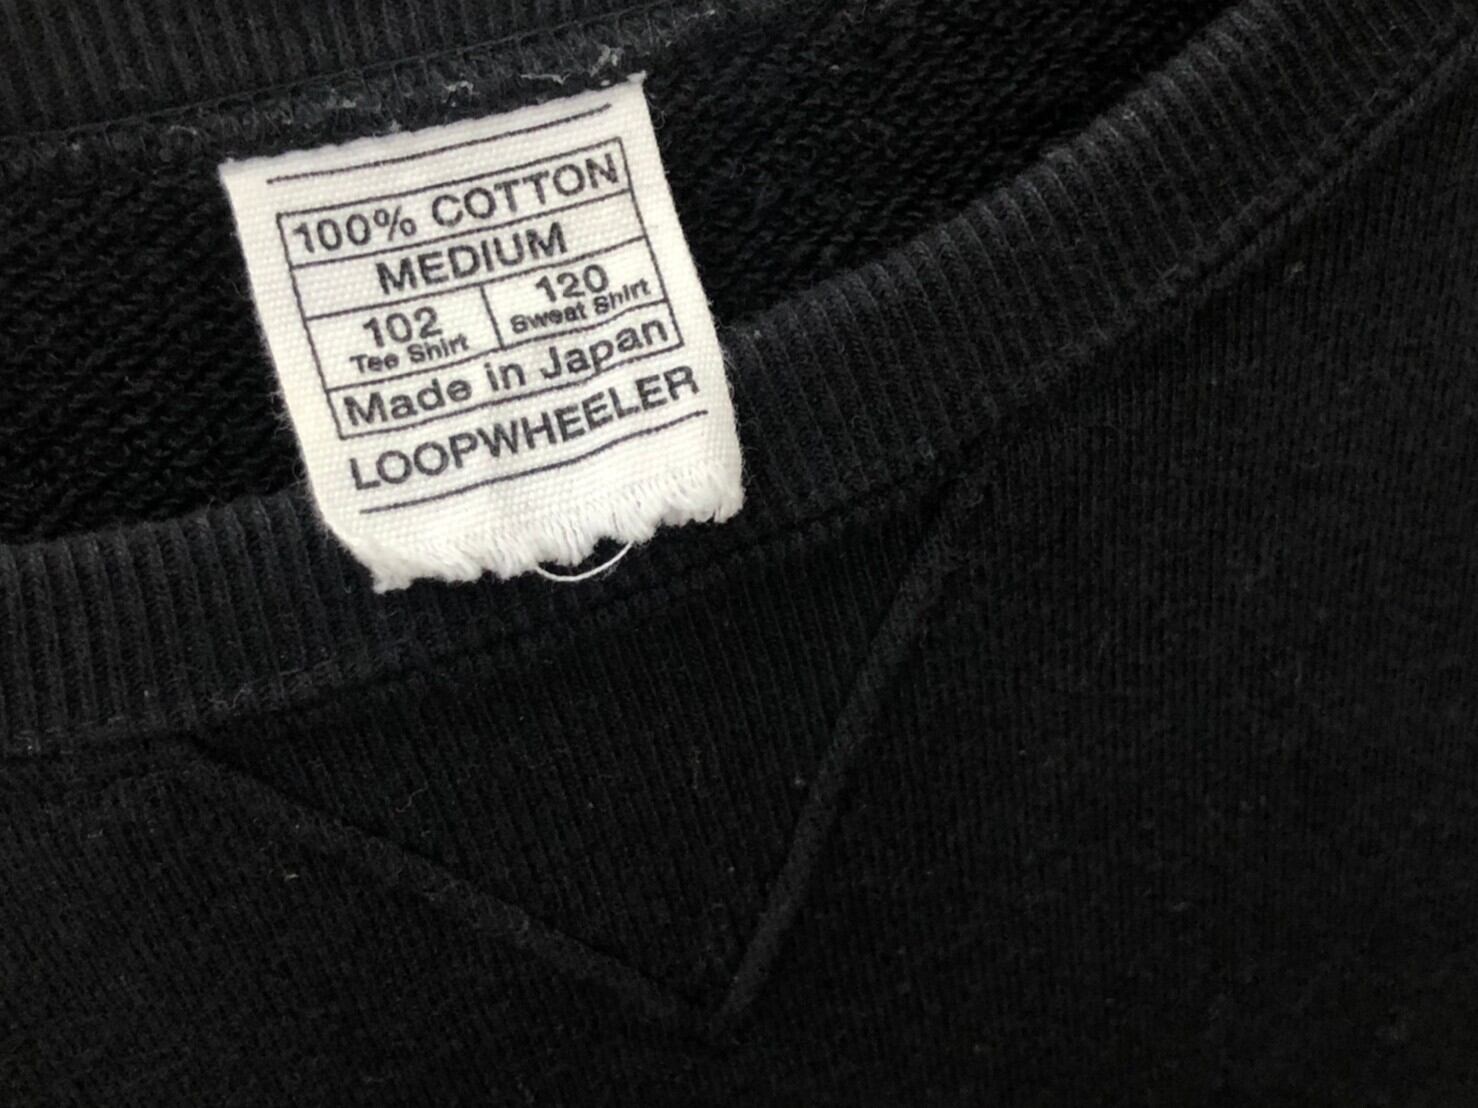 100% COTTON
MEDIUM
102
Tee Shirt
120
Sweat Shirt
Made in Japan
LOOPWHEELER